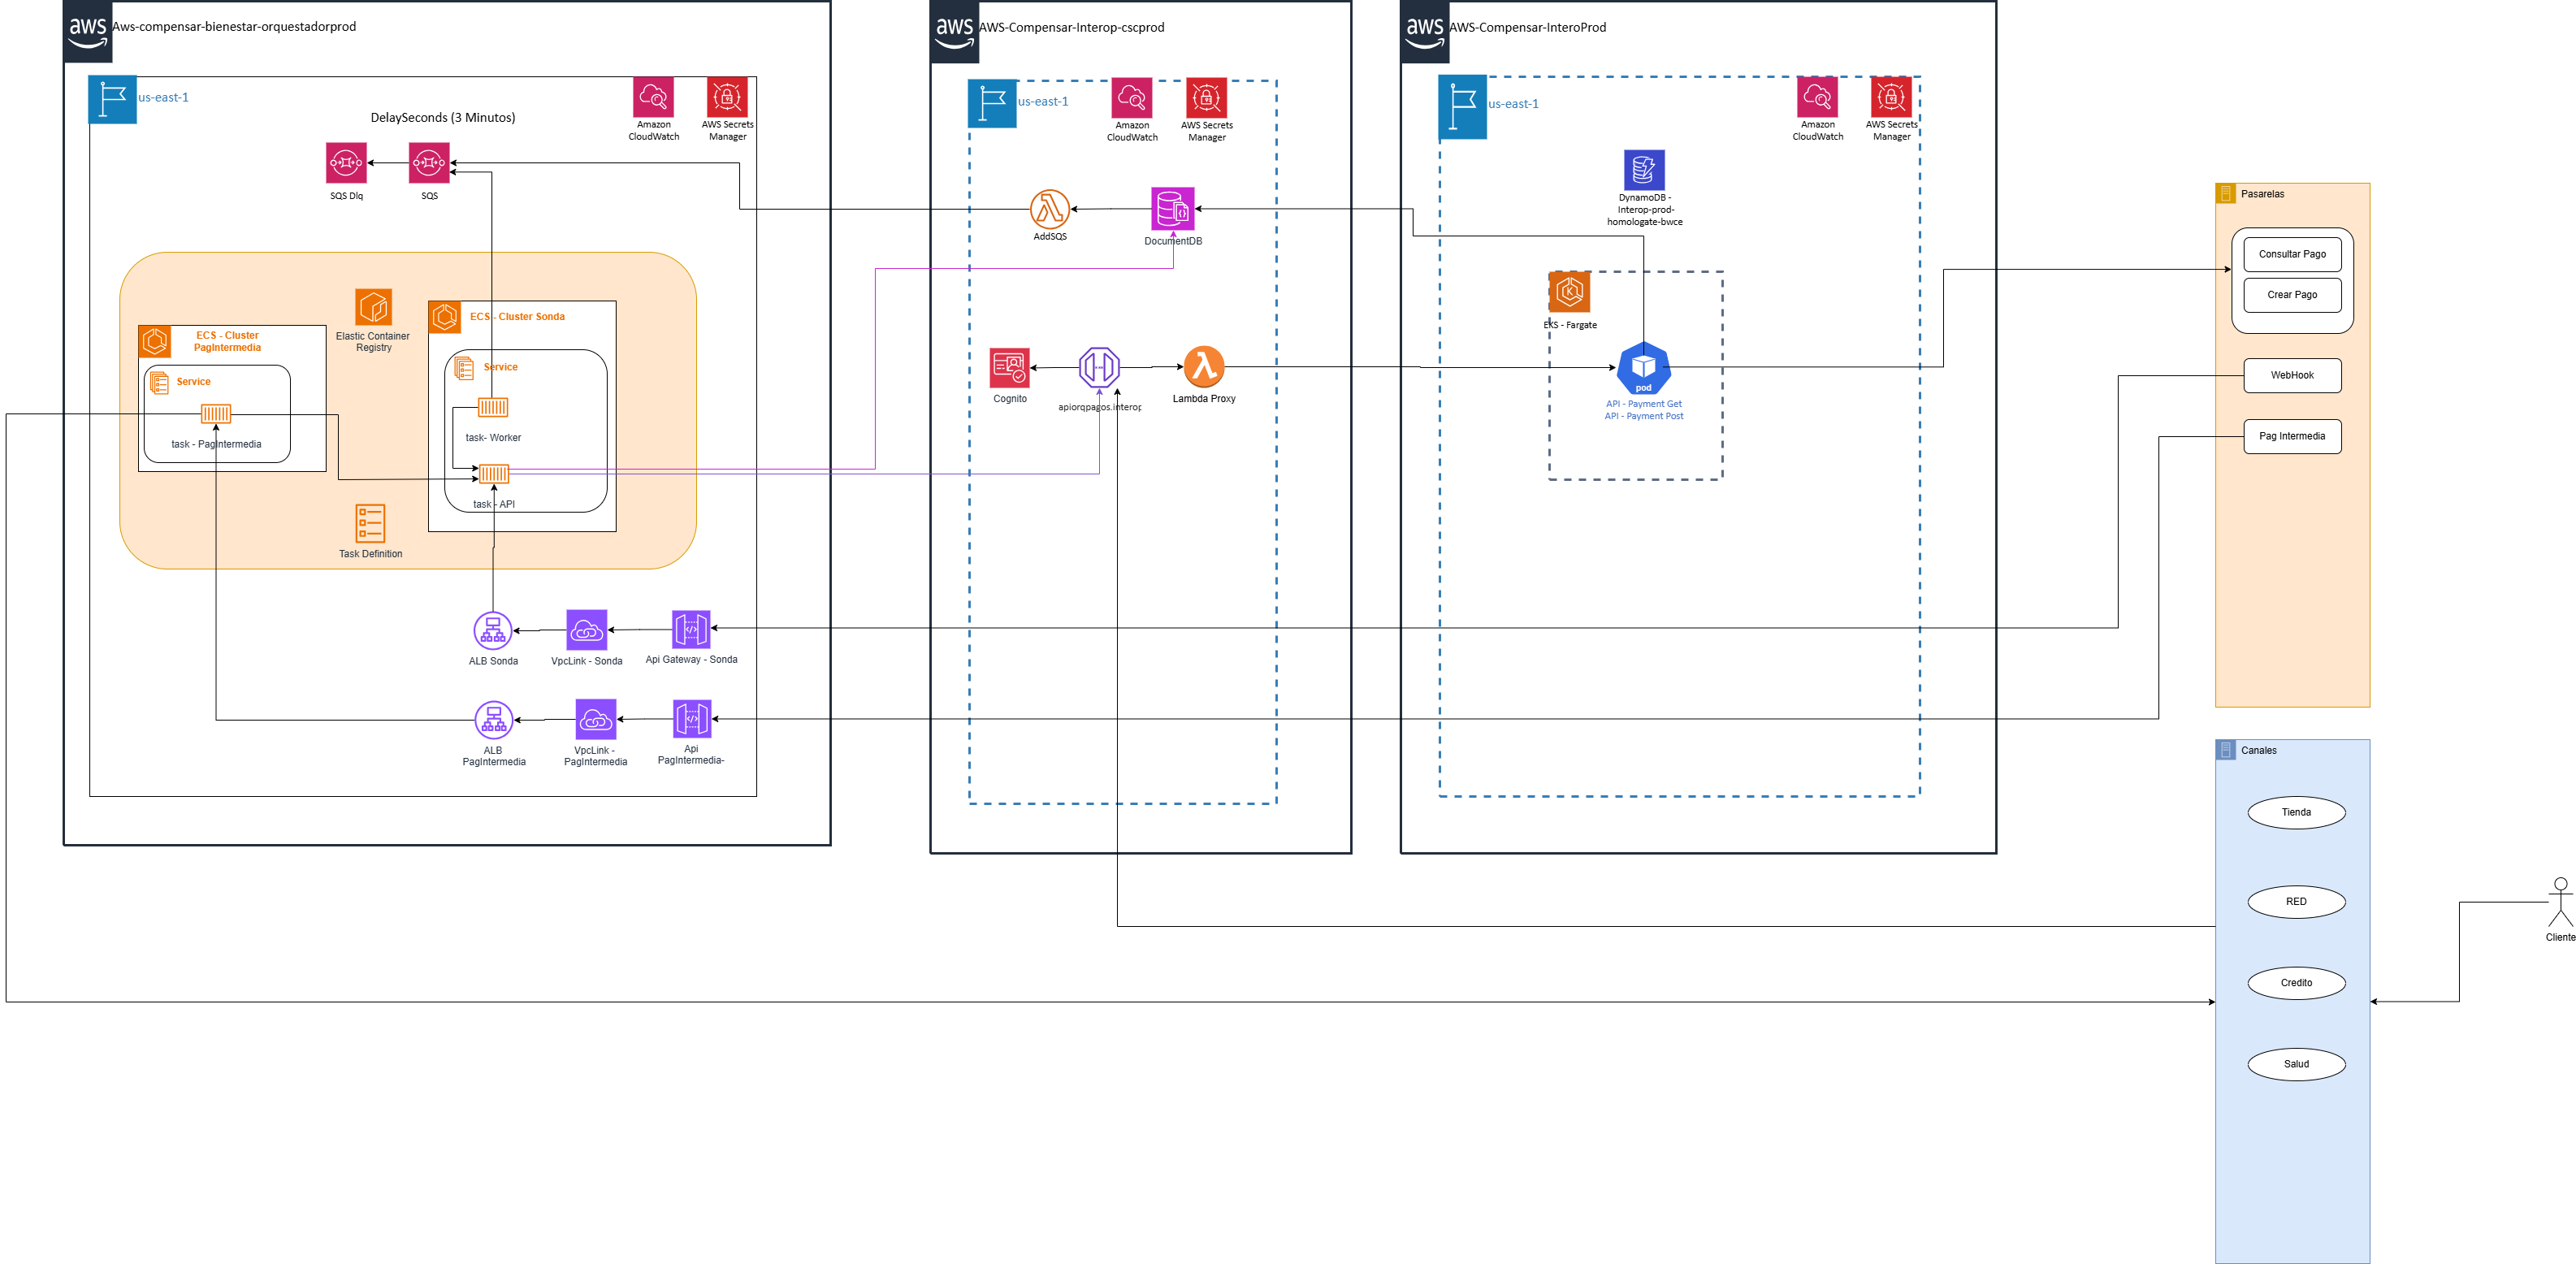 aws
Aws-compensar-bienestar-orquestadorprod
us-east-1
DelaySeconds (3 Minutos)
Amazon
CloudWatch
AWS Secrets
Manager
SQS Dlq
SQS
Elastic Container
Registry
ECS - Cluster
PagIntermedia
Service
task - PagIntermedia
ECS - Cluster Sonda
Service
task- Worker
task - API
Task Definition
ALB Sonda
VpcLink - Sonda
Api Gateway - Sonda
ALB
PagIntermedia
VpcLink -
PagIntermedia
Api
PagIntermedia-
aws
AWS-Compensar-Interop-cscprod
us-east-1
Amazon
CloudWatch
AWS Secrets
Manager
AddSQS
DocumentDB
Cognito
apiorqpagos.interop
Lambda Proxy
aws
AWS-Compensar-InteroProd
us-east-1
Amazon
CloudWatch
AWS Secrets
Manager
DynamoDB -
Interop-prod-
homologate-bwce
EKS - Fargate
pod
API - Payment Get
API - Payment Post
Pasarelas
Consultar Pago
Crear Pago
WebHook
Pag Intermedia
Canales
Tienda
RED
Credito
Salud
Cliente